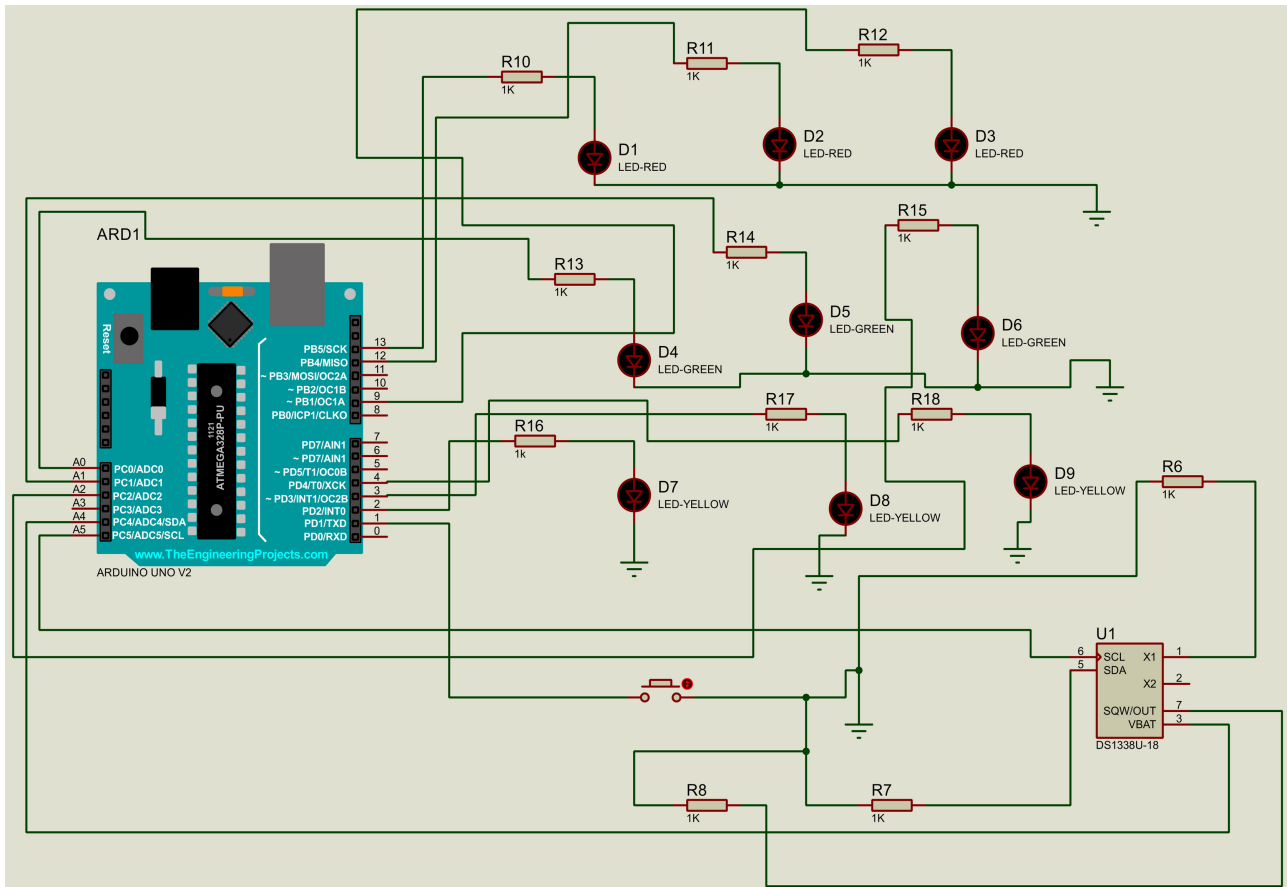 R12
1K
R11
1K
R10
1K
D1
LED-RED
D2
LED-RED
D3
LED-RED
ARD1
R15
1K
R14
1K
R13
1K
D5
LED-GREEN
D6
LED-GREEN
D4
LED-GREEN
Reset
1121
ATMEGA328P-PU
PB5/SCK 13
PB4/MISO 12
~ PB3/MOSI/OC2A 11
~ PB2/OC1B 10
~ PB1/OC1A 9
PB0/ICP1/CLKO 8
PD7/AIN1 7
~ PD7/AIN1 6
~ PD5/T1/OC0B 5
PD4/T0/XCK 4
~ PD3/INT1/OC2B 3
PD2/INT0 2
PD1/TXD 1
PD0/RXD 0
A0 PC0/ADC0
A1 PC1/ADC1
A2 PC2/ADC2
A3 PC3/ADC3
A4 PC4/ADC4/SDA
A5 PC5/ADC5/SCL
www.TheEngineeringProjects.com
ARDUINO UNO V2
R17
1K
R18
1K
R16
1k
D7
LED-YELLOW
D8
LED-YELLOW
D9
LED-YELLOW
R6
1K
U1
6 SCL X1 1
5 SDA
X2 2
SQW/OUT 7
VBAT 3
DS1338U-18
R8
1K
R7
1K